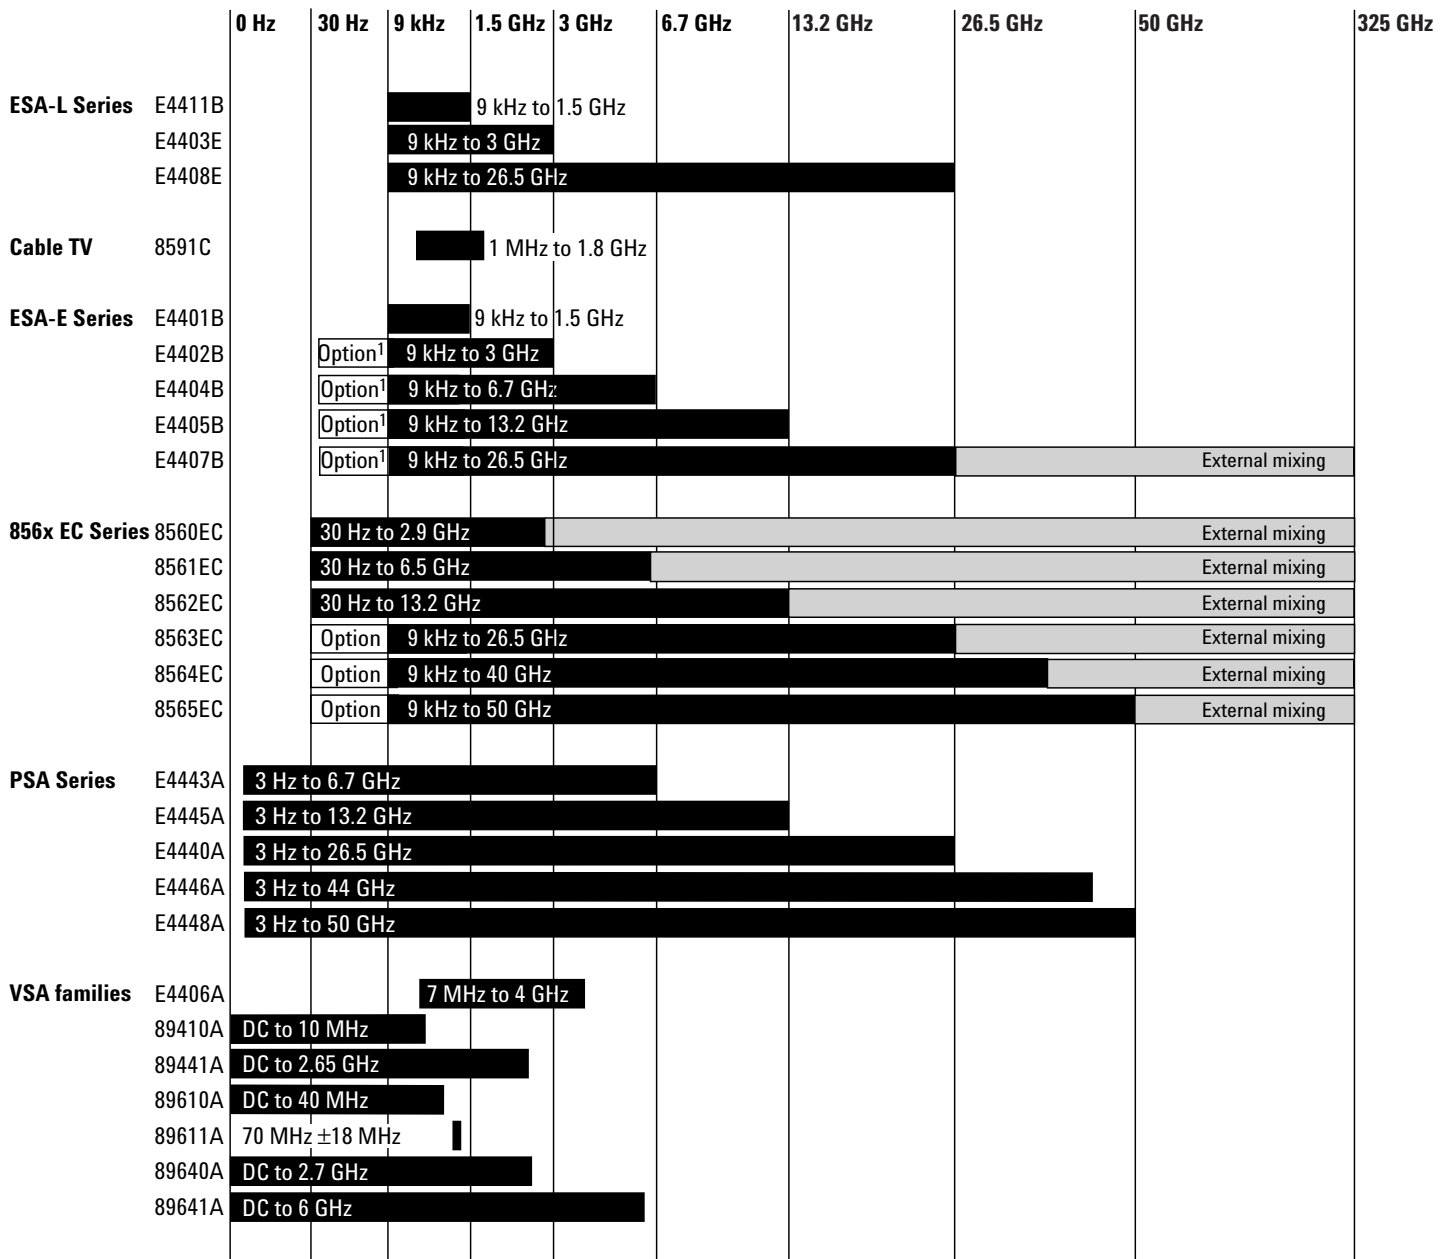 0 Hz 30 Hz 9 kHz 1.5 GHz 3 GHz 6.7 GHz 13.2 GHz 26.5 GHz 50 GHz 325 GHz
ESA-L Series E4411B 9 kHz to 1.5 GHz
E4403E 9 kHz to 3 GHz
E4408E 9 kHz to 26.5 GHz
Cable TV 8591C 1 MHz to 1.8 GHz
ESA-E Series E4401B 9 kHz to 1.5 GHz
E4402B Option¹ 9 kHz to 3 GHz
E4404B Option¹ 9 kHz to 6.7 GHz
E4405B Option¹ 9 kHz to 13.2 GHz
E4407B Option¹ 9 kHz to 26.5 GHz External mixing
856x EC Series 8560EC 30 Hz to 2.9 GHz External mixing
8561EC 30 Hz to 6.5 GHz External mixing
8562EC 30 Hz to 13.2 GHz External mixing
8563EC Option 9 kHz to 26.5 GHz External mixing
8564EC Option 9 kHz to 40 GHz External mixing
8565EC Option 9 kHz to 50 GHz External mixing
PSA Series E4443A 3 Hz to 6.7 GHz
E4445A 3 Hz to 13.2 GHz
E4440A 3 Hz to 26.5 GHz
E4446A 3 Hz to 44 GHz
E4448A 3 Hz to 50 GHz
VSA families E4406A 7 MHz to 4 GHz
89410A DC to 10 MHz
89441A DC to 2.65 GHz
89610A DC to 40 MHz
89611A 70 MHz ±18 MHz
89640A DC to 2.7 GHz
89641A DC to 6 GHz